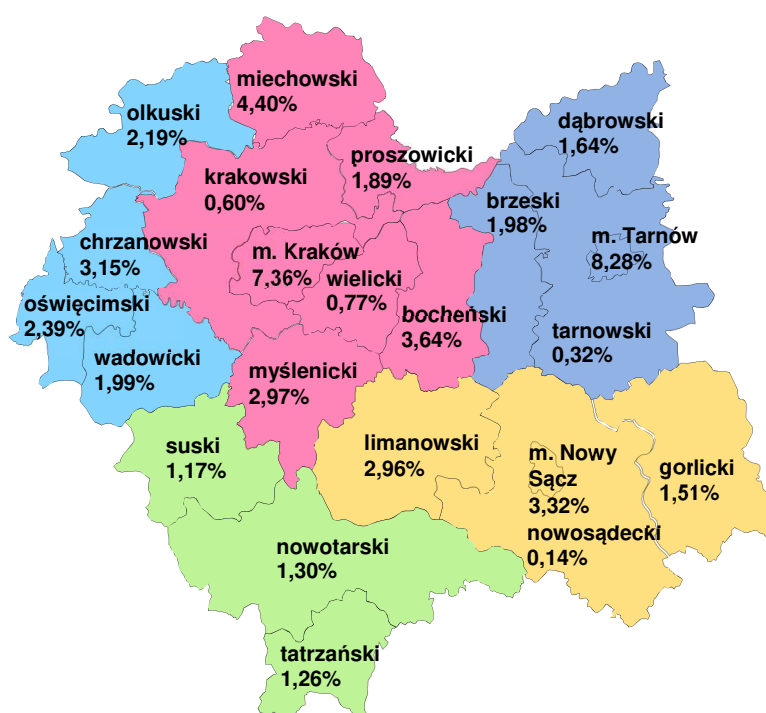 miechowski
4,40%
olkuski
2,19%
dąbrowski
1,64%
proszowicki
1,89%
krakowski
0,60%
brzeski
1,98%
chrzanowski
3,15%
m. Kraków
7,36%
m. Tarnów
8,28%
wielicki
0,77%
oświęcimski
2,39%
bocheński
3,64%
tarnowski
0,32%
wadowicki
1,99%
myślenicki
2,97%
suski
1,17%
limanowski
2,96%
m. Nowy
Sącz
3,32%
gorlicki
1,51%
nowosądecki
0,14%
nowotarski
1,30%
tatrzański
1,26%